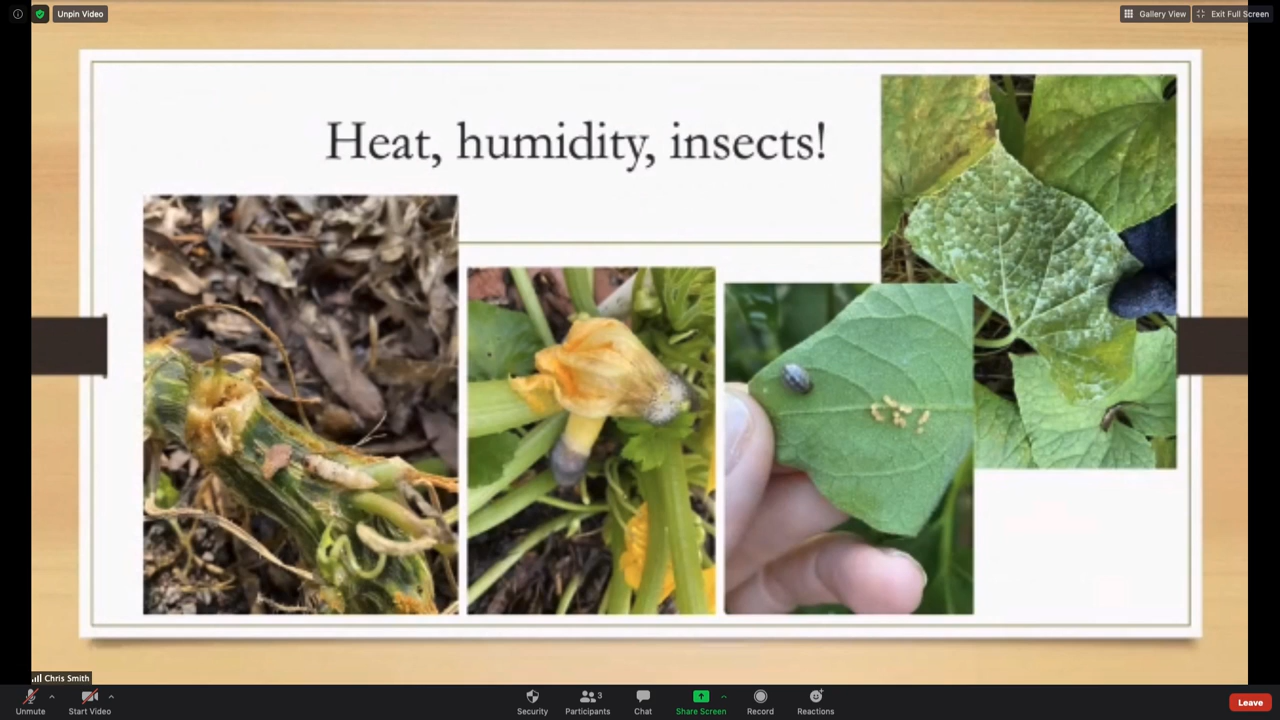 Unpin Video
Gallery View
Exit Full Screen
Heat, humidity, insects!
Chris Smith
Unmute
Start Video
Security
Participants
3
Chat
Share Screen
Record
Reactions
Leave